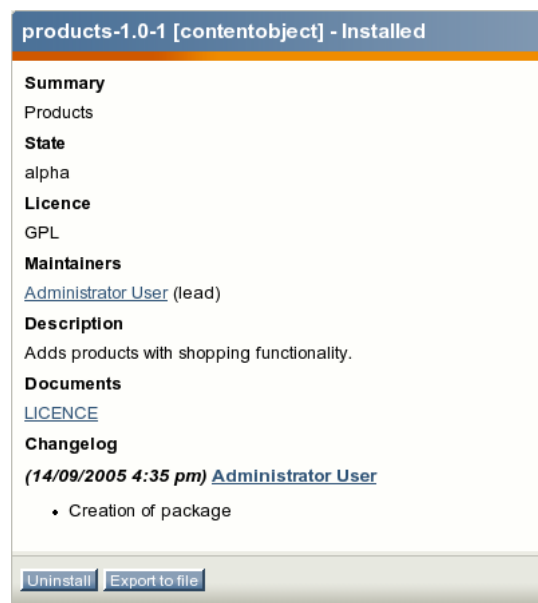 products-1.0-1 [contentobject] - Installed
Summary
Products
State
alpha
Licence
GPL
Maintainers
Administrator User (lead)
Description
Adds products with shopping functionality.
Documents
LICENCE
Changelog
(14/09/2005 4:35 pm) Administrator User
• Creation of package
Uninstall Export to file